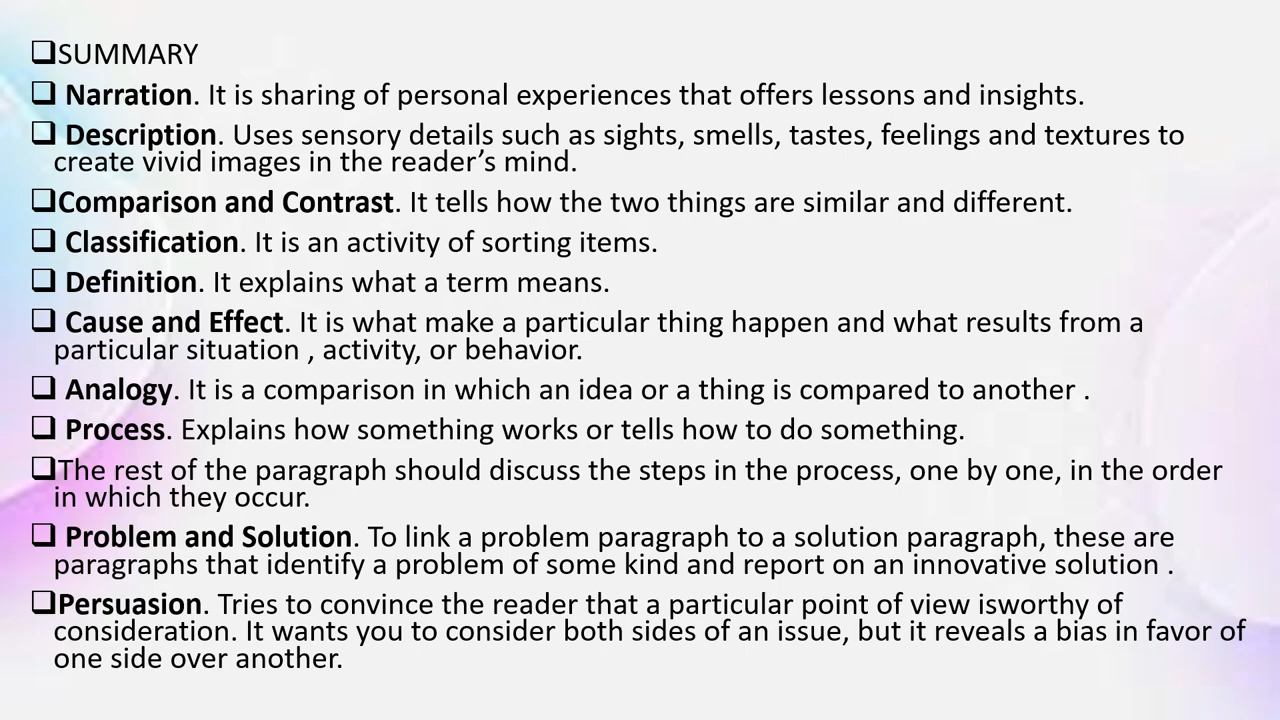 ❑SUMMARY
❑ Narration. It is sharing of personal experiences that offers lessons and insights.
❑ Description. Uses sensory details such as sights, smells, tastes, feelings and textures to
create vivid images in the reader’s mind.
❑Comparison and Contrast. It tells how the two things are similar and different.
❑ Classification. It is an activity of sorting items.
❑ Definition. It explains what a term means.
❑ Cause and Effect. It is what make a particular thing happen and what results from a
particular situation , activity, or behavior.
❑ Analogy. It is a comparison in which an idea or a thing is compared to another .
❑ Process. Explains how something works or tells how to do something.
❑The rest of the paragraph should discuss the steps in the process, one by one, in the order
in which they occur.
❑ Problem and Solution. To link a problem paragraph to a solution paragraph, these are
paragraphs that identify a problem of some kind and report on an innovative solution .
❑Persuasion. Tries to convince the reader that a particular point of view isworthy of
consideration. It wants you to consider both sides of an issue, but it reveals a bias in favor of
one side over another.